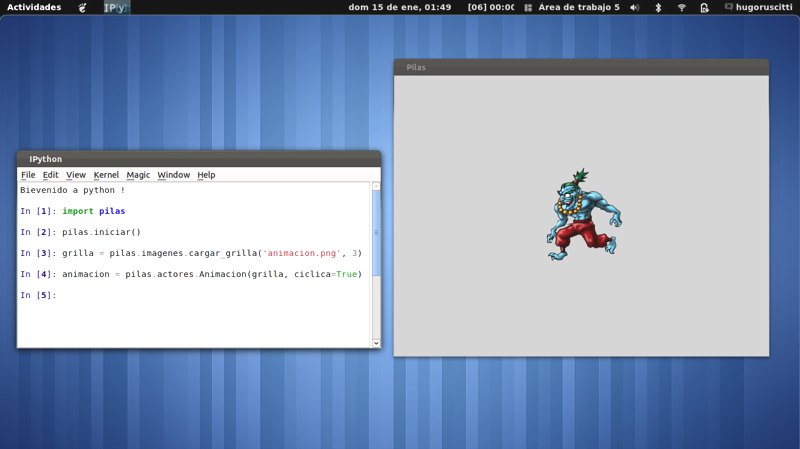 Actividades IPy dom 15 de ene, 01:49 [06] 00:00 Área de trabajo 5 hugoruscitti
Pilas
IPython
File Edit View Kernel Magic Window Help
Bievenido a python !
In [1]: import pilas
In [2]: pilas.iniciar()
In [3]: grilla = pilas.imagenes.cargar_grilla('animacion.png', 3)
In [4]: animacion = pilas.actores.Animacion(grilla, ciclica=True)
In [5]: